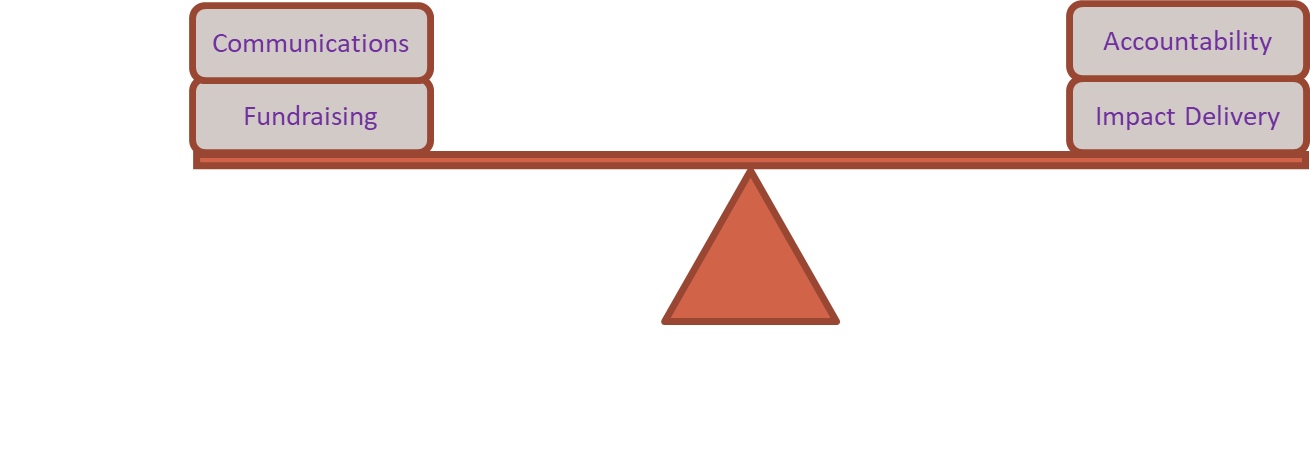 Communications
Fundraising
Accountability
Impact Delivery